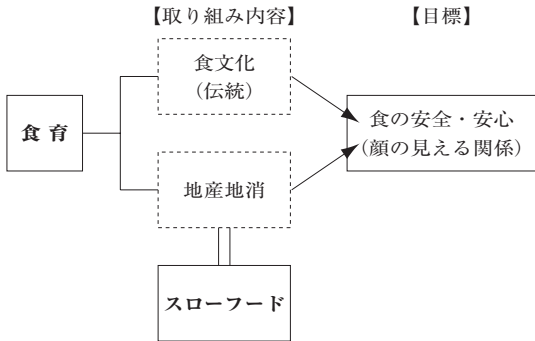 【取り組み内容】
【目標】
食文化
（伝統）
食育
食の安全・安心
（顔の見える関係）
地産地消
スローフード